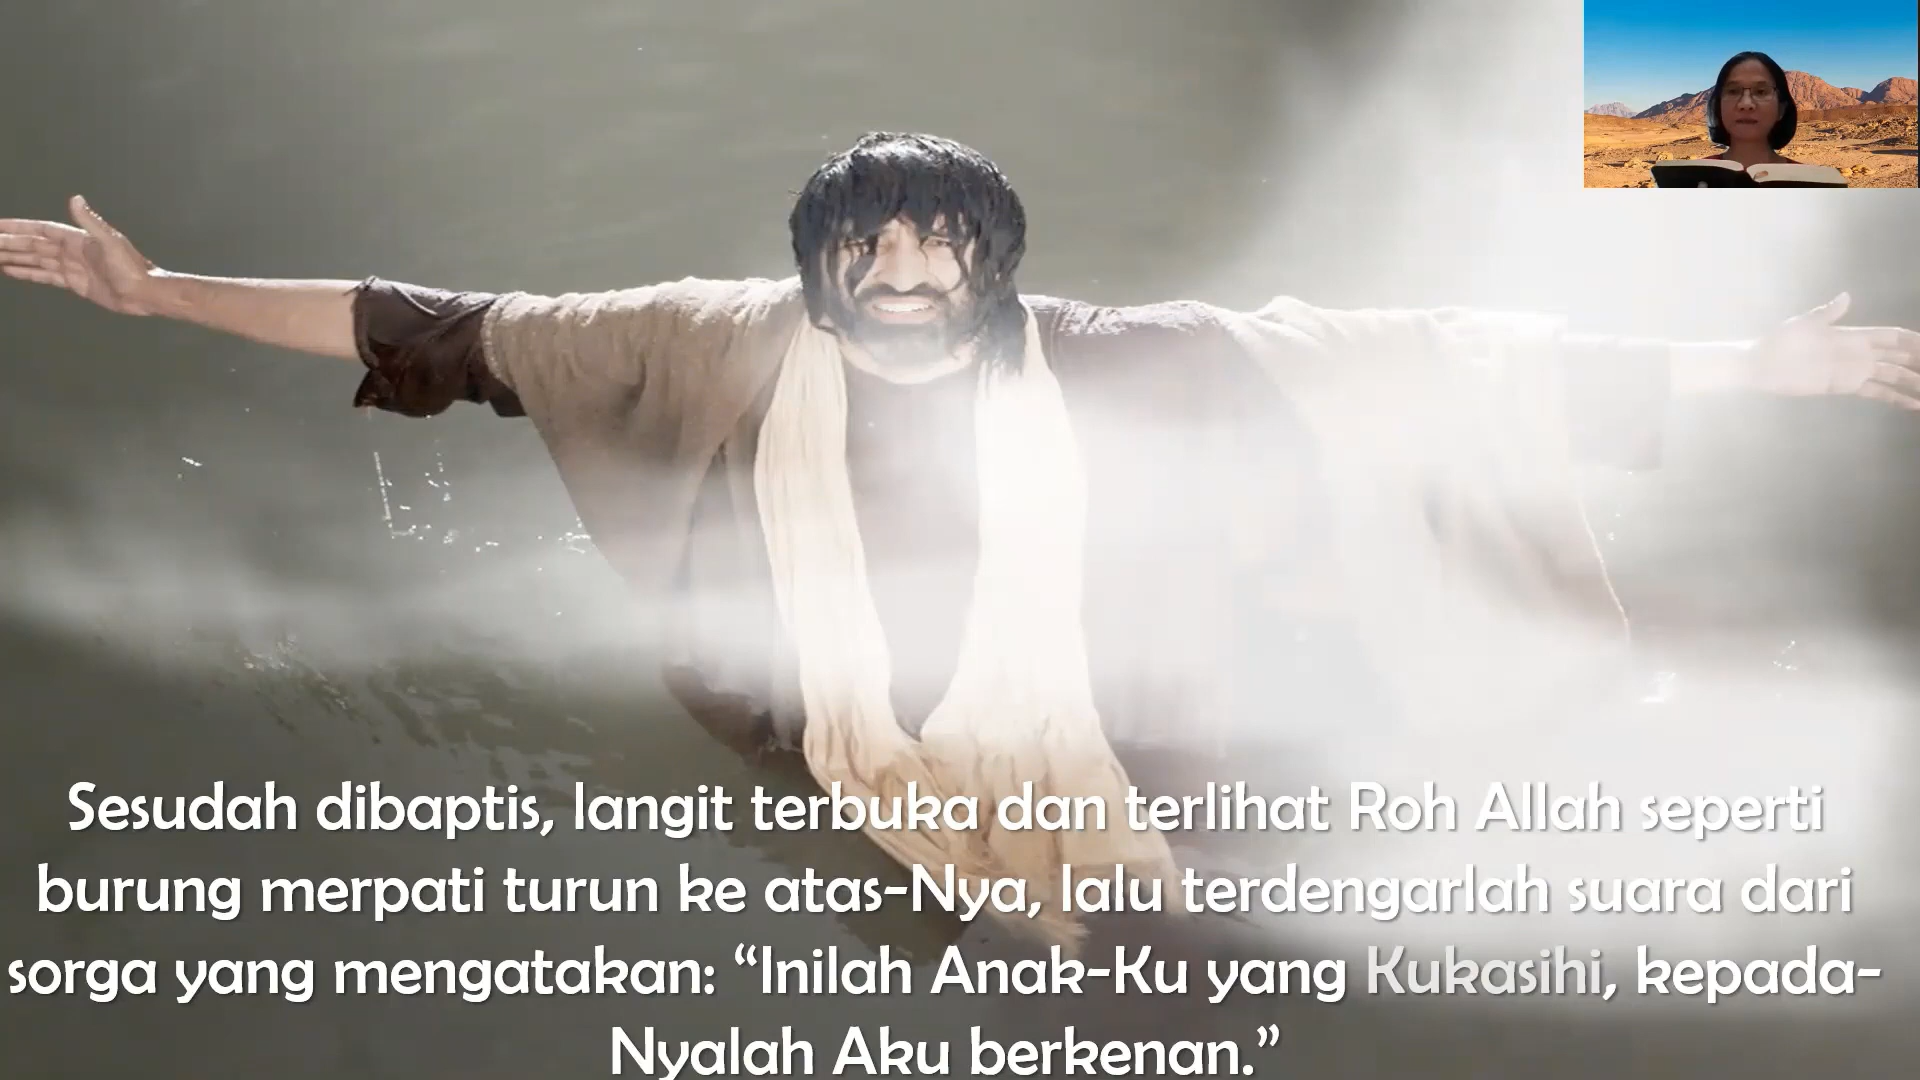 Sesudah dibaptis, langit terbuka dan terlihat Roh Allah seperti
burung merpati turun ke atas-Nya, lalu terdengarlah suara dari
sorga yang mengatakan: “Inilah Anak-Ku yang Kukasihi, kepada-
Nyalah Aku berkenan.”